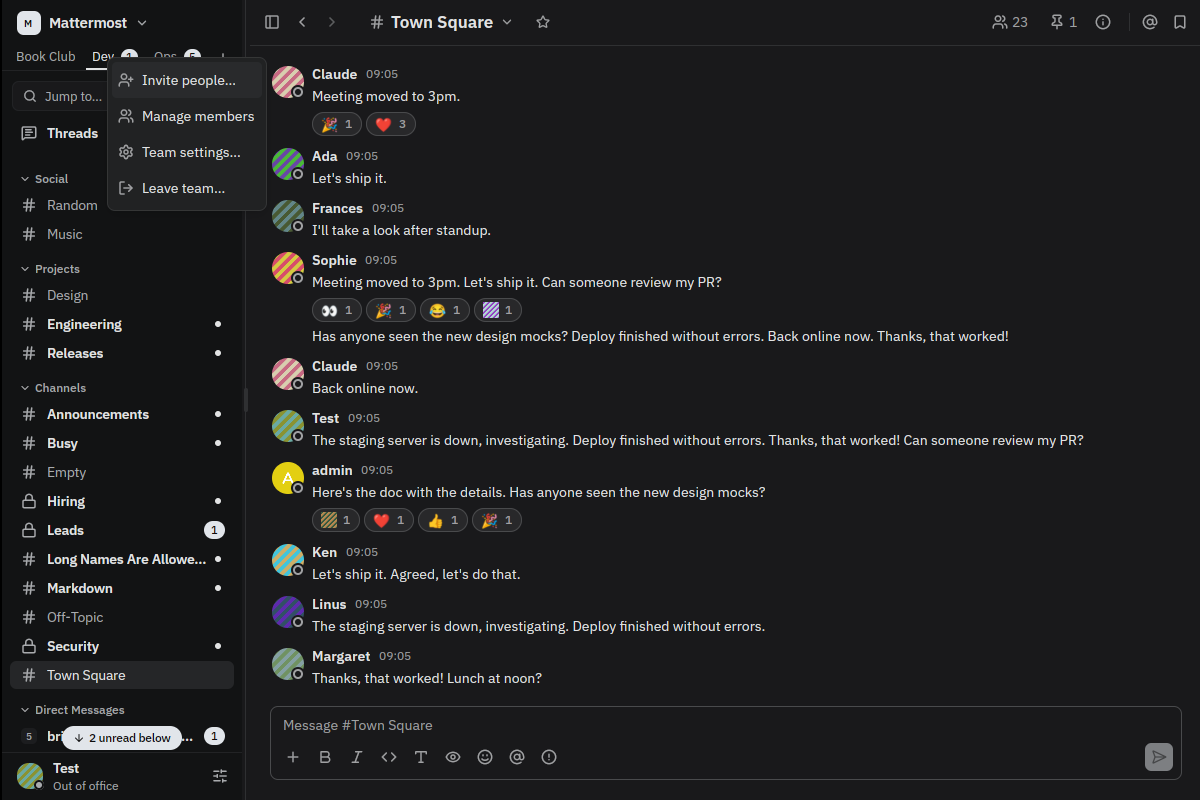 M Mattermost
Book Club Dev 1 Ops 5
Jump to...
Invite people...
Manage members
Team settings...
Leave team...
Threads
Social
Random
Music
Projects
Design
Engineering
Releases
Channels
Announcements
Busy
Empty
Hiring
Leads 1
Long Names Are Allowe...
Markdown
Off-Topic
Security
Town Square
Direct Messages
5 1
2 unread below
Test
Out of office
Town Square
23 1
Claude 09:05
Meeting moved to 3pm.
1 3
Ada 09:05
Let's ship it.
Frances 09:05
I'll take a look after standup.
Sophie 09:05
Meeting moved to 3pm. Let's ship it. Can someone review my PR?
1 1 1 1
Has anyone seen the new design mocks? Deploy finished without errors. Back online now. Thanks, that worked!
Claude 09:05
Back online now.
Test 09:05
The staging server is down, investigating. Deploy finished without errors. Thanks, that worked! Can someone review my PR?
A admin 09:05
Here's the doc with the details. Has anyone seen the new design mocks?
1 1 1 1
Ken 09:05
Let's ship it. Agreed, let's do that.
Linus 09:05
The staging server is down, investigating. Deploy finished without errors.
Margaret 09:05
Thanks, that worked! Lunch at noon?
Message #Town Square